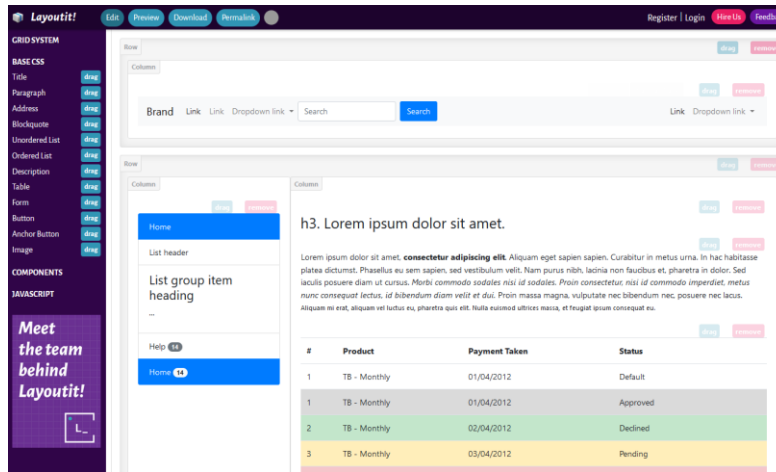 Layoutit!
Edit
Preview
Download
Permalink
Register | Login
Hire Us
Feedb
GRID SYSTEM
BASE CSS
Title drag
Paragraph drag
Address drag
Blockquote drag
Unordered List drag
Ordered List drag
Description drag
Table drag
Form drag
Button drag
Anchor Button drag
Image drag
COMPONENTS
JAVASCRIPT
Meet
the team
behind
Layoutit!
L_
Row
drag remove
Column
drag remove
Brand Link Link Dropdown link Search Search Link Dropdown link
Row
drag remove
Column
drag remove
Home
List header
List group item
heading
...
Help 14
Home 14
Column
drag remove
h3. Lorem ipsum dolor sit amet.
drag remove
Lorem ipsum dolor sit amet, consectetur adipiscing elit. Aliquam eget sapien sapien. Curabitur in metus urna. In hac habitasse
platea dictumst. Phasellus eu sem sapien, sed vestibulum velit. Nam purus nibh, lacinia non faucibus et, pharetra in dolor. Sed
iaculis posuere diam ut cursus. Morbi commodo sodales nisi id sodales. Proin consectetur, nisi id commodo imperdiet, metus
nunc consequat lectus, id bibendum diam velit et dui. Proin massa magna, vulputate nec bibendum nec, posuere nec lacus.
Aliquam mi erat, aliquam vel luctus eu, pharetra quis elit. Nulla euismod ultrices massa, et feugiat ipsum consequat eu.
drag remove
# Product Payment Taken Status
1 TB - Monthly 01/04/2012 Default
1 TB - Monthly 01/04/2012 Approved
2 TB - Monthly 02/04/2012 Declined
3 TB - Monthly 03/04/2012 Pending